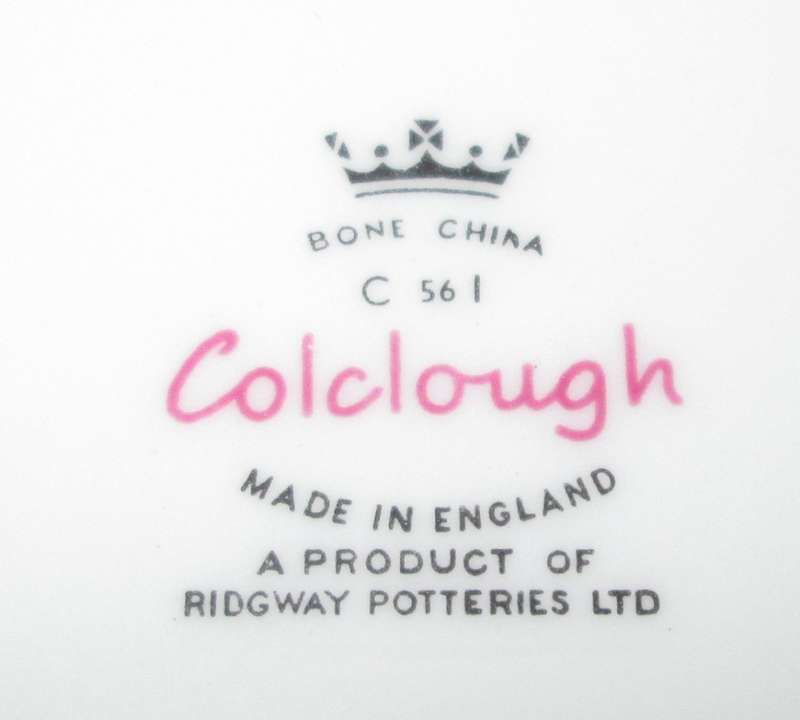 BONE CHINA
C 561
Colclough
MADE IN ENGLAND
A PRODUCT OF
RIDGWAY POTTERIES LTD